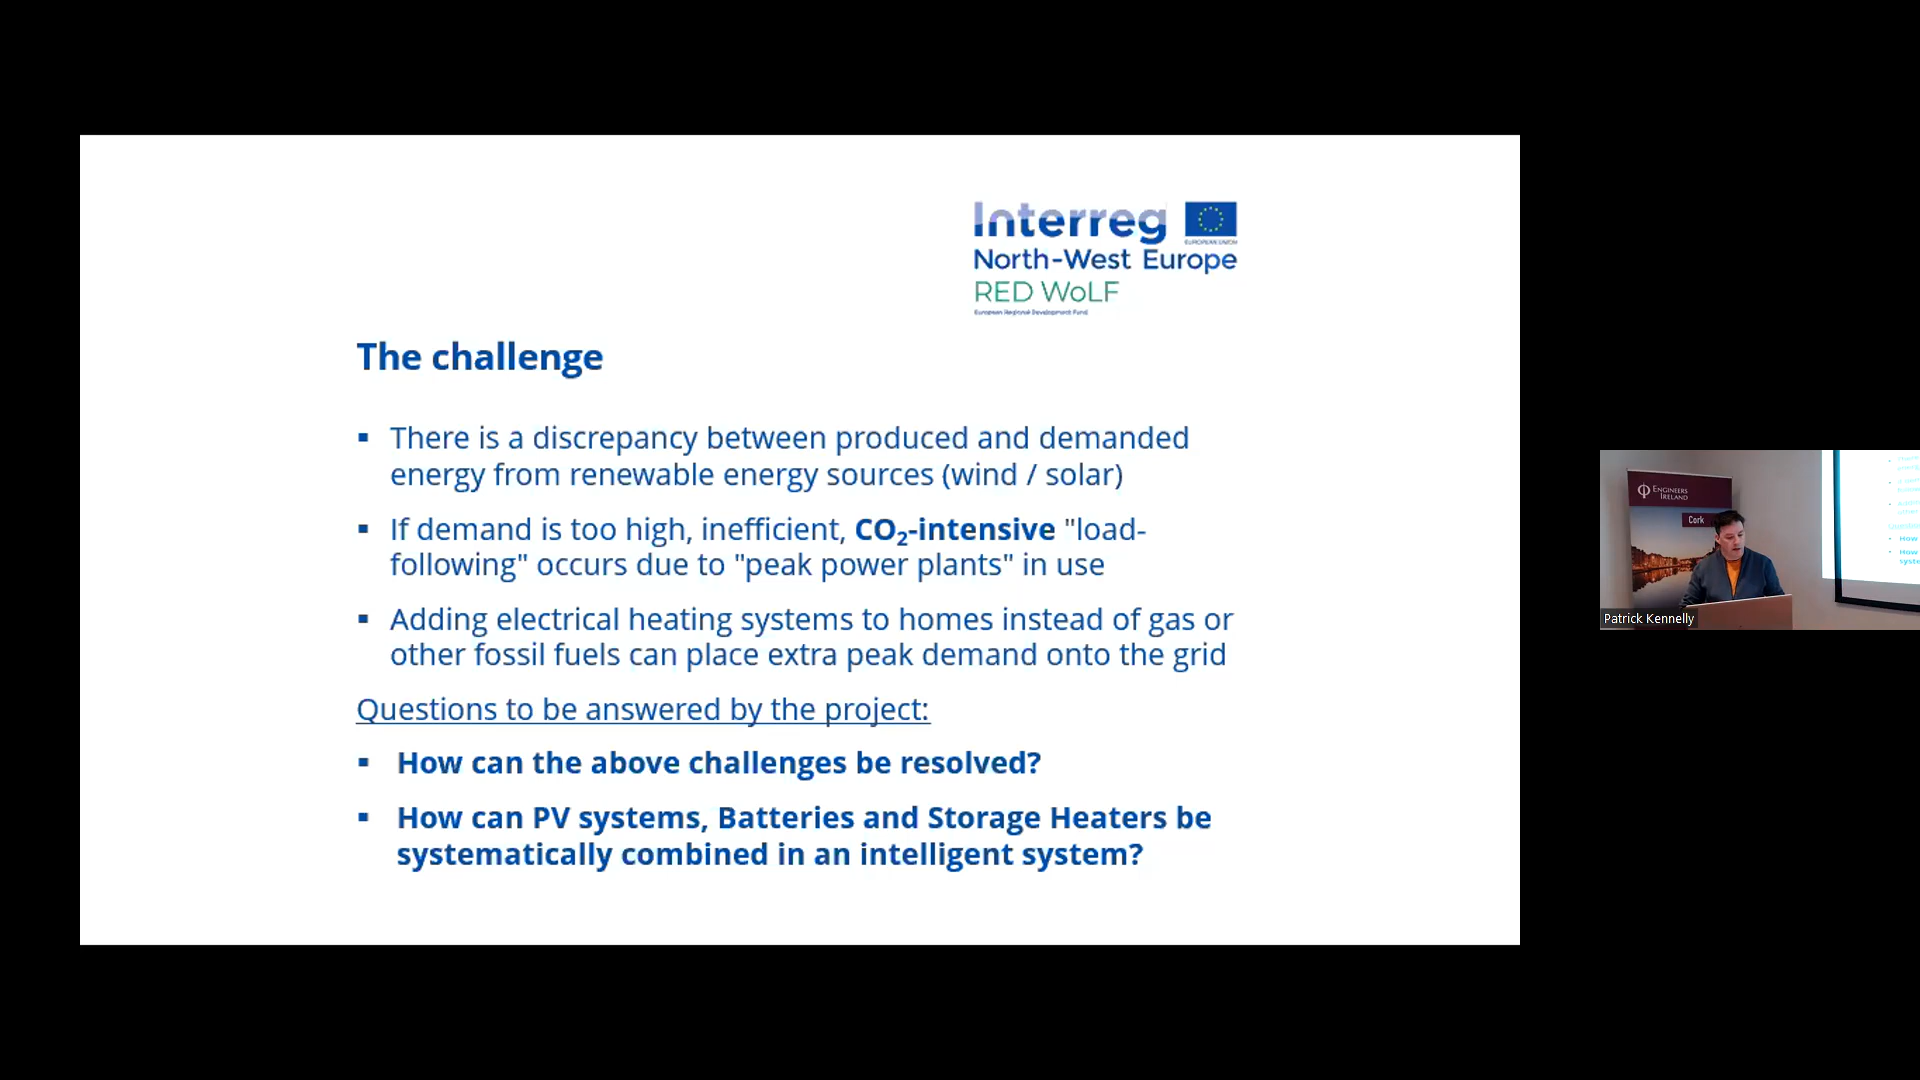 Interreg
EUROPEAN UNION
North-West Europe
RED WoLF
European Regional Development Fund
The challenge
▪ There is a discrepancy between produced and demanded
energy from renewable energy sources (wind / solar)
▪ If demand is too high, inefficient, CO₂-intensive "load-
following" occurs due to "peak power plants" in use
▪ Adding electrical heating systems to homes instead of gas or
other fossil fuels can place extra peak demand onto the grid
Questions to be answered by the project:
▪ How can the above challenges be resolved?
▪ How can PV systems, Batteries and Storage Heaters be
systematically combined in an intelligent system?
ENGINEERS
IRELAND
Cork
Patrick Kennelly
How
How
syste